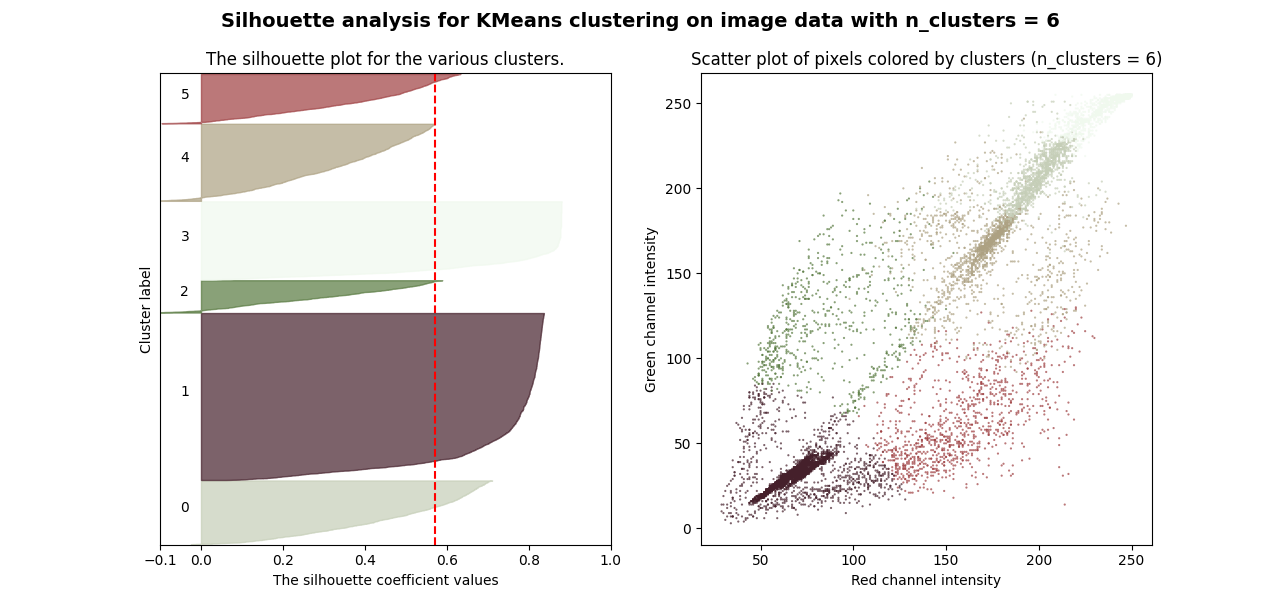 Silhouette analysis for KMeans clustering on image data with n_clusters = 6
The silhouette plot for the various clusters.
Cluster label
5
4
3
2
1
0
−0.1 0.0 0.2 0.4 0.6 0.8 1.0
The silhouette coefficient values
Scatter plot of pixels colored by clusters (n_clusters = 6)
Green channel intensity
250
200
150
100
50
0
50 100 150 200 250
Red channel intensity